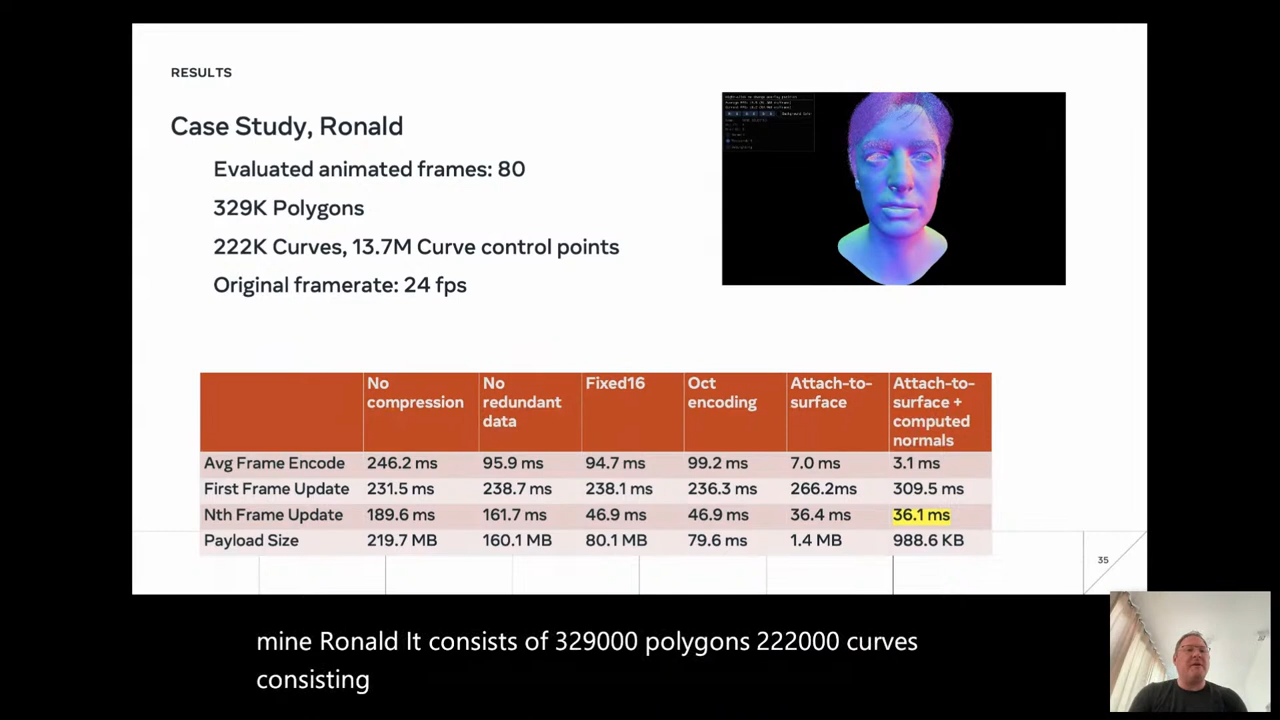 RESULTS
Case Study, Ronald
Evaluated animated frames: 80
329K Polygons
222K Curves, 13.7M Curve control points
Original framerate: 24 fps
No compression
No redundant data
Fixed16
Oct encoding
Attach-to-surface
Attach-to-surface + computed normals
Avg Frame Encode 246.2 ms 95.9 ms 94.7 ms 99.2 ms 7.0 ms 3.1 ms
First Frame Update 231.5 ms 238.7 ms 238.1 ms 236.3 ms 266.2ms 309.5 ms
Nth Frame Update 189.6 ms 161.7 ms 46.9 ms 46.9 ms 36.4 ms 36.1 ms
Payload Size 219.7 MB 160.1 MB 80.1 MB 79.6 ms 1.4 MB 988.6 KB
35
mine Ronald It consists of 329000 polygons 222000 curves
consisting